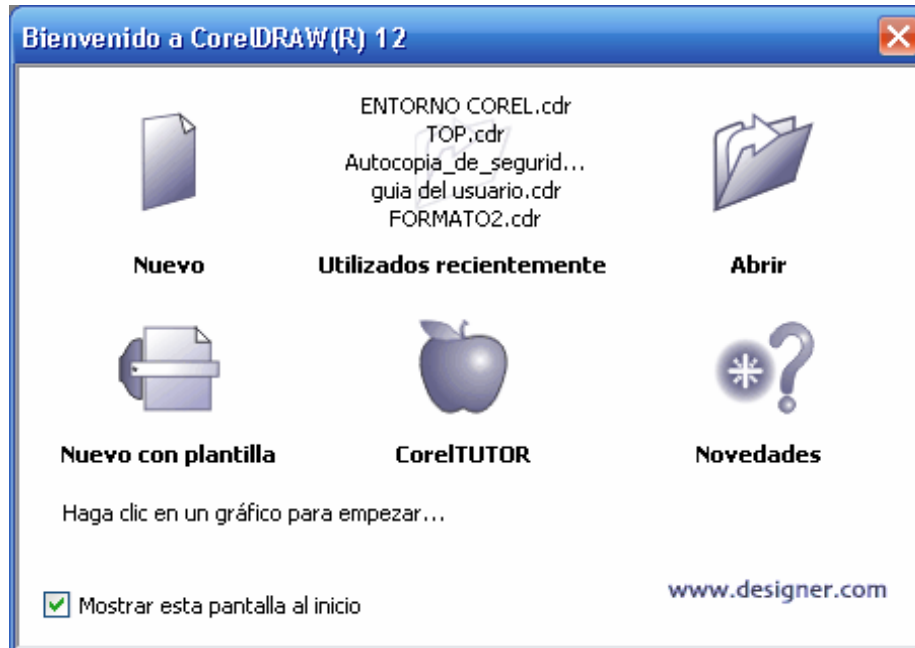 Bienvenido a CorelDRAW(R) 12
ENTORNO COREL.cdr
TOP.cdr
Autocopia_de_segurid...
guia del usuario.cdr
FORMATO2.cdr
Nuevo
Utilizados recientemente
Abrir
Nuevo con plantilla
CorelTUTOR
Novedades
Haga clic en un gráfico para empezar...
Mostrar esta pantalla al inicio
www.designer.com